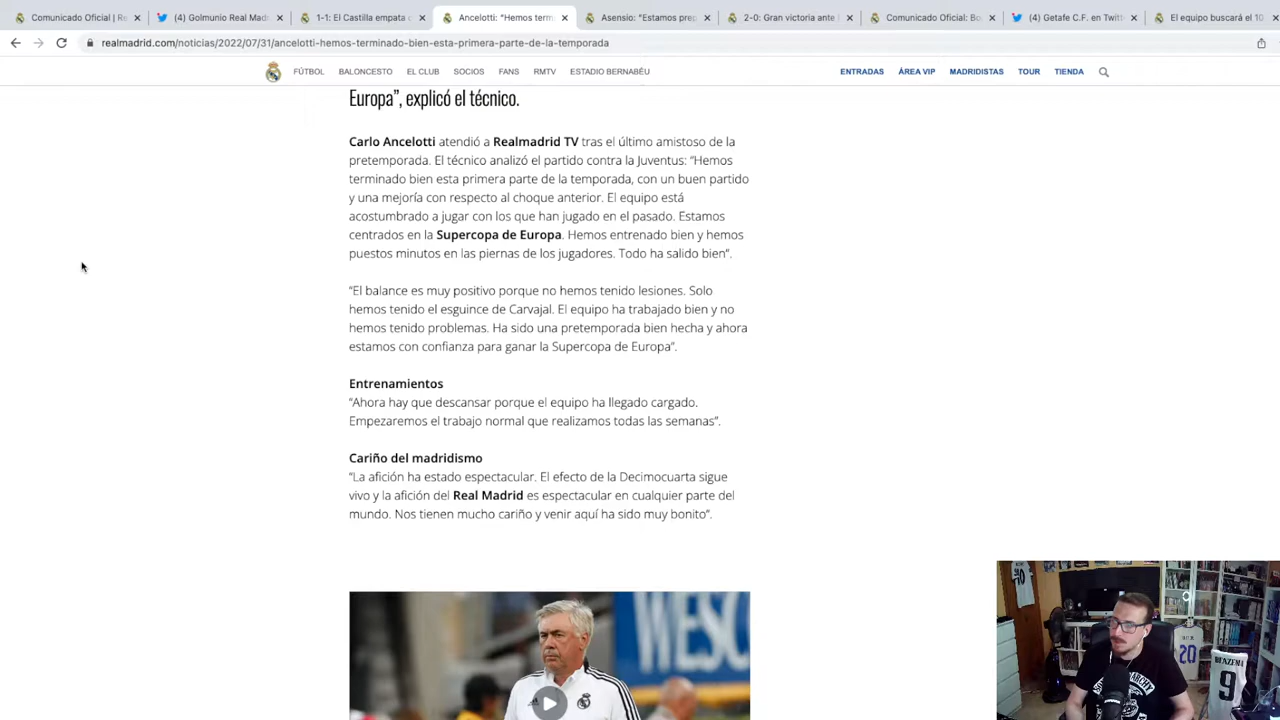 Comunicado Oficial | Re
(4) Golmunio Real Mad
1-1: El Castilla empata c
Ancelotti: "Hemos term
Asensio: "Estamos prep
2-0: Gran victoria ante l
Comunicado Oficial: Bo
(4) Getafe C.F. en Twitt
El equipo buscará el 10
realmadrid.com/noticias/2022/07/31/ancelotti-hemos-terminado-bien-esta-primera-parte-de-la-temporada
FÚTBOL BALONCESTO EL CLUB SOCIOS FANS RMTV ESTADIO BERNABÉU ENTRADAS ÁREA VIP MADRIDISTAS TOUR TIENDA
Europa", explicó el técnico.
Carlo Ancelotti atendió a Realmadrid TV tras el último amistoso de la
pretemporada. El técnico analizó el partido contra la Juventus: "Hemos
terminado bien esta primera parte de la temporada, con un buen partido
y una mejoría con respecto al choque anterior. El equipo está
acostumbrado a jugar con los que han jugado en el pasado. Estamos
centrados en la Supercopa de Europa. Hemos entrenado bien y hemos
puestos minutos en las piernas de los jugadores. Todo ha salido bien".
"El balance es muy positivo porque no hemos tenido lesiones. Solo
hemos tenido el esguince de Carvajal. El equipo ha trabajado bien y no
hemos tenido problemas. Ha sido una pretemporada bien hecha y ahora
estamos con confianza para ganar la Supercopa de Europa".
Entrenamientos
"Ahora hay que descansar porque el equipo ha llegado cargado.
Empezaremos el trabajo normal que realizamos todas las semanas".
Cariño del madridismo
"La afición ha estado espectacular. El efecto de la Decimocuarta sigue
vivo y la afición del Real Madrid es espectacular en cualquier parte del
mundo. Nos tienen mucho cariño y venir aquí ha sido muy bonito".
WESC
20
BENZEMA
9